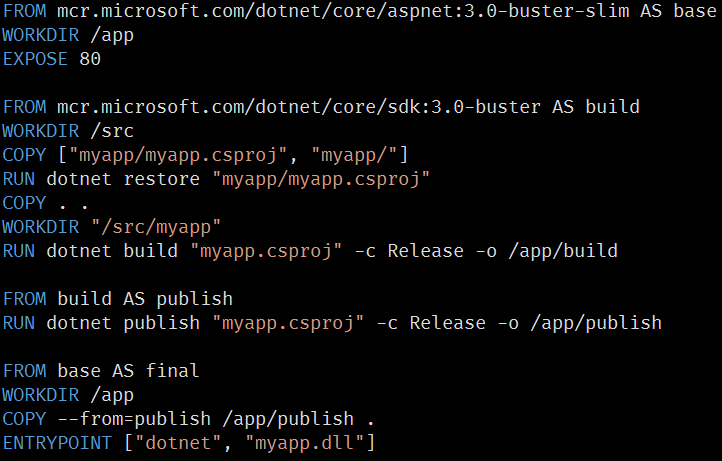 FROM mcr.microsoft.com/dotnet/core/aspnet:3.0-buster-slim AS base
WORKDIR /app
EXPOSE 80
FROM mcr.microsoft.com/dotnet/core/sdk:3.0-buster AS build
WORKDIR /src
COPY ["myapp/myapp.csproj", "myapp/"]
RUN dotnet restore "myapp/myapp.csproj"
COPY . .
WORKDIR "/src/myapp"
RUN dotnet build "myapp.csproj" -c Release -o /app/build
FROM build AS publish
RUN dotnet publish "myapp.csproj" -c Release -o /app/publish
FROM base AS final
WORKDIR /app
COPY --from=publish /app/publish .
ENTRYPOINT ["dotnet", "myapp.dll"]